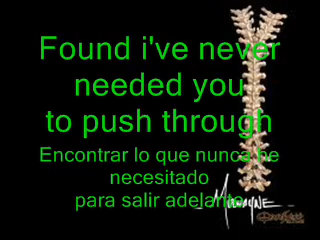 Found i've never
needed you
to push through
Encontrar lo que nunca he
necesitado
para salir adelante